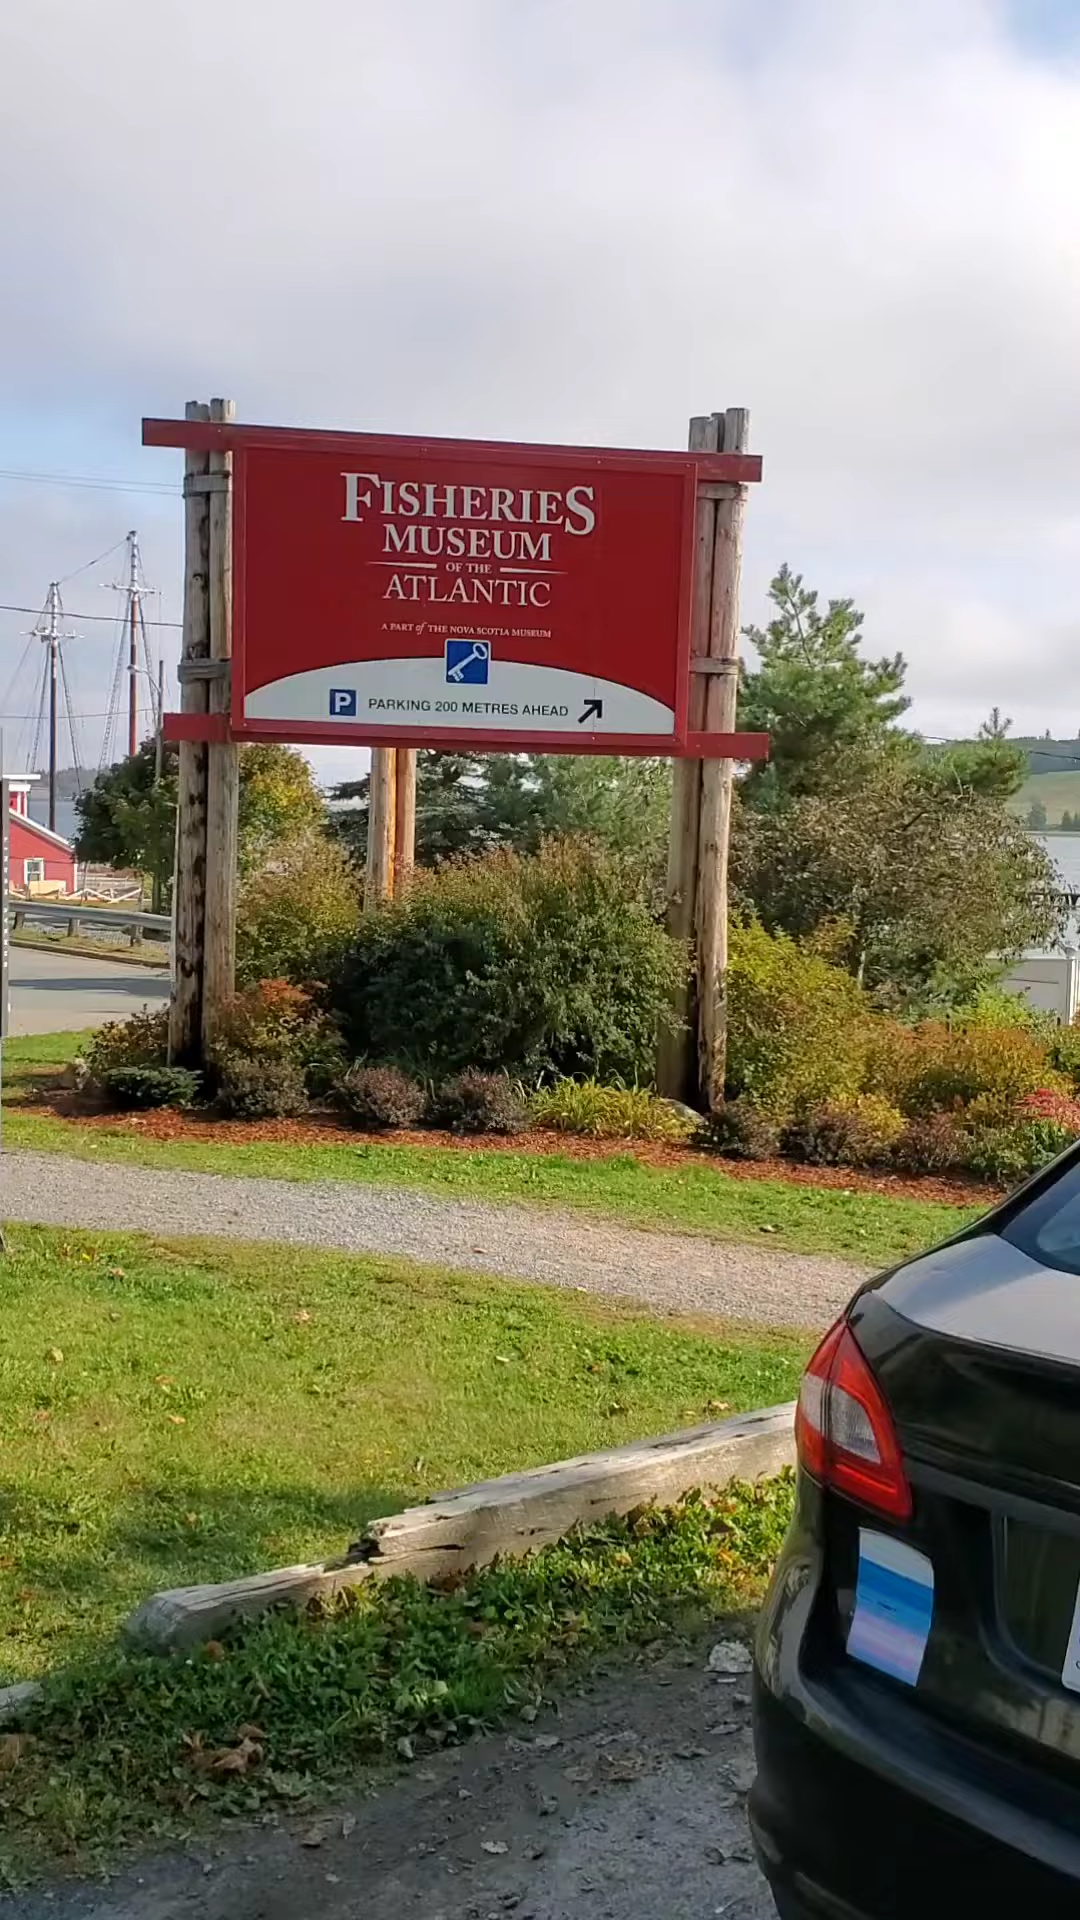 FISHERIES
MUSEUM
OF THE
ATLANTIC
A PART of THE NOVA SCOTIA MUSEUM
P PARKING 200 METRES AHEAD